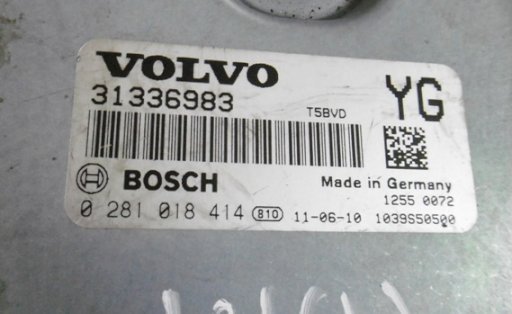 VOLVO
31336983
T5BVD
YG
BOSCH
Made in Germany
1255 0072
0 281 018 414 B10 11-06-10 1039S50500